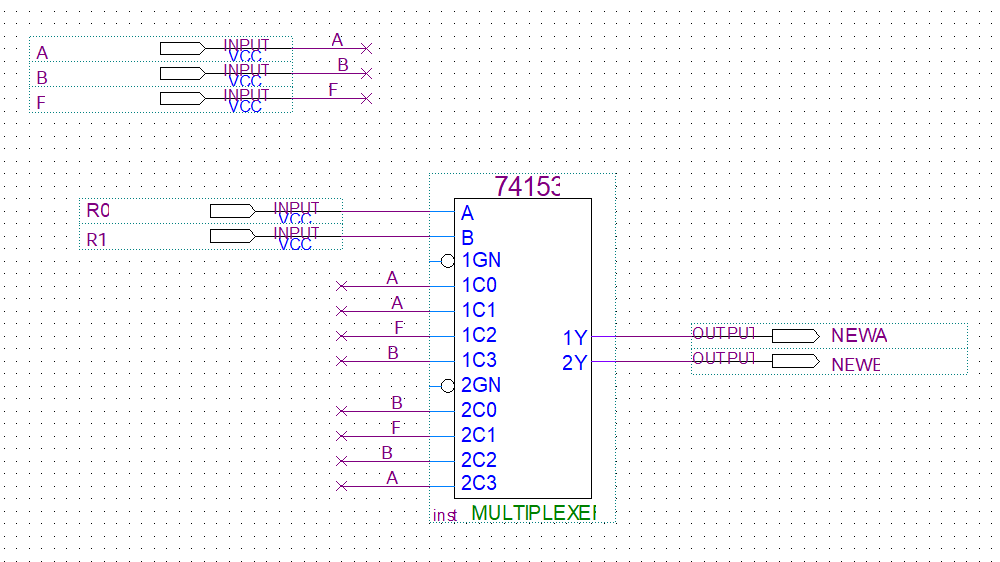 A INPUT A
VCC
B INPUT B
VCC
F INPUT F
VCC
74153
R0 INPUT A
VCC
R1 INPUT B
VCC
1GN
A 1C0
A 1C1
F 1C2 1Y OUTPUT NEWA
B 1C3 2Y OUTPUT NEWE
2GN
B 2C0
F 2C1
B 2C2
A 2C3
inst MULTIPLEXER